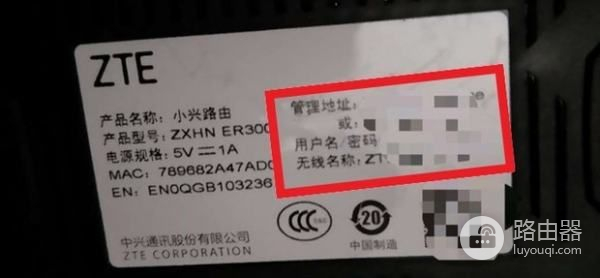 ZTE
产品名称: 小兴路由
产品型号: ZXHN ER300
电源规格: 5V 1A
MAC: 789682A47AD0
EN: EN0QGB103236
管理地址:
或:
用户名/密码
无线名称: ZT
20
中兴通讯股份有限公司
ZTE CORPORATION
中国制造
路由器
luyouqi.com